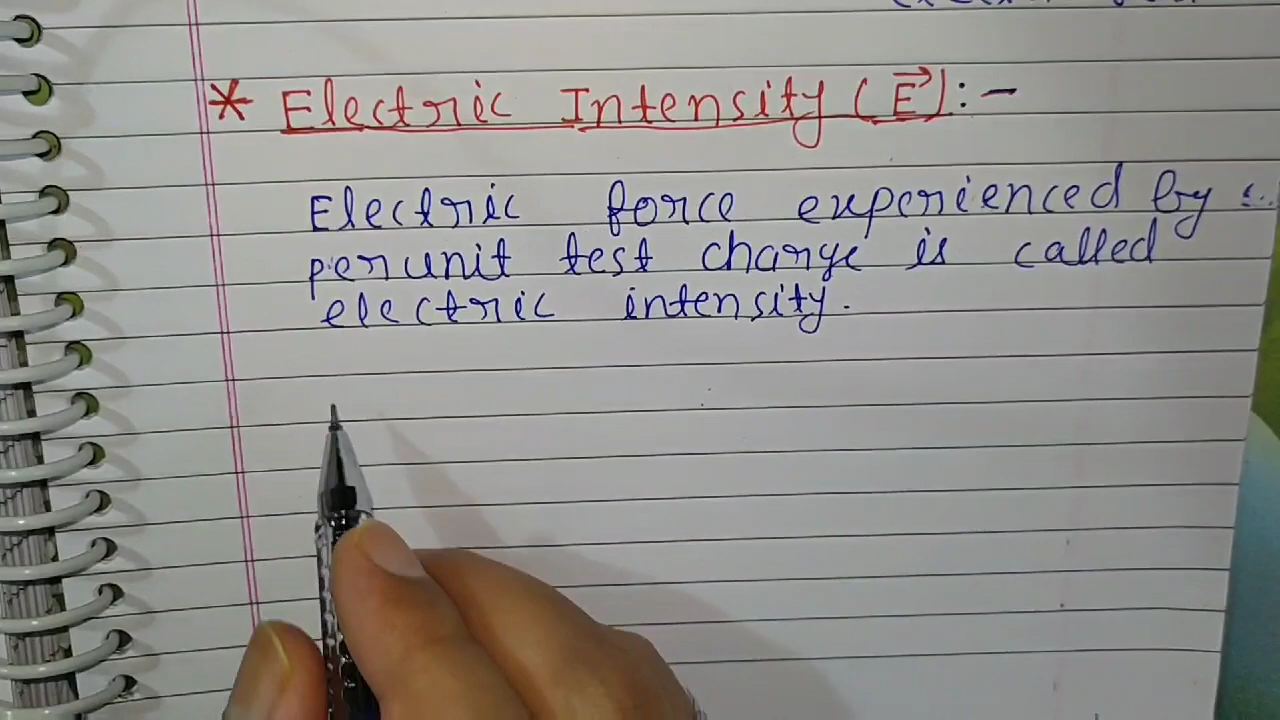 * Electric Intensity (E⃗):-
Electric force experienced by
per unit test charge is called
electric intensity.